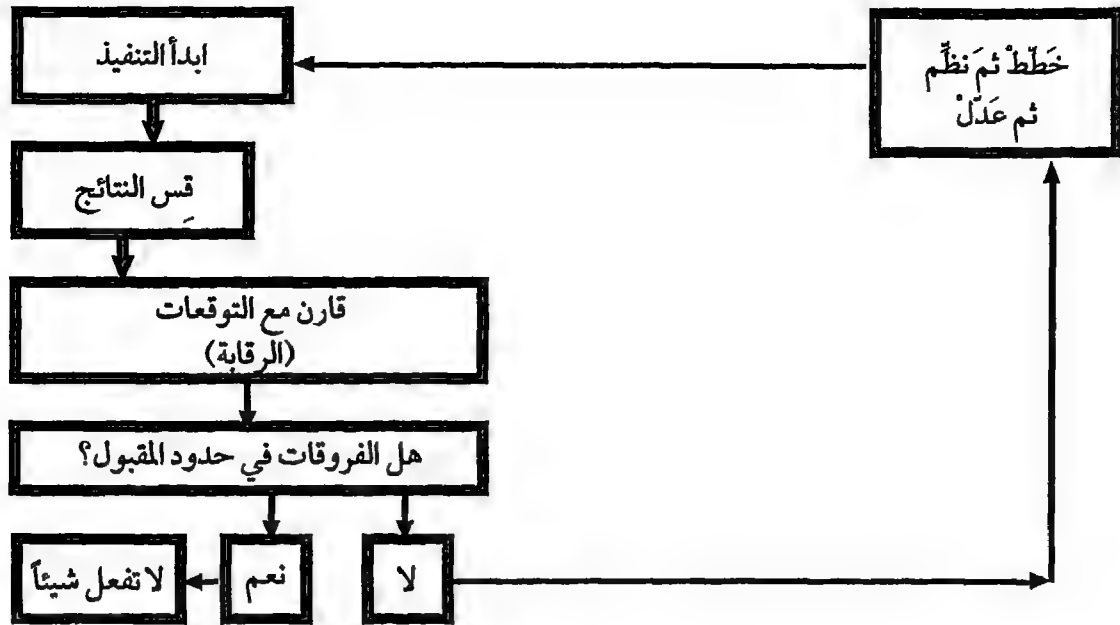 خَطّطْ ثمَ نظِّم
ثم عَدّلْ
ابدأ التنفيذ
قَس النتائج
قارن مع التوقعات
(الرقابة)
هل الفروقات في حدود المقبول؟
لا
نعم
لا تفعل شيئاً